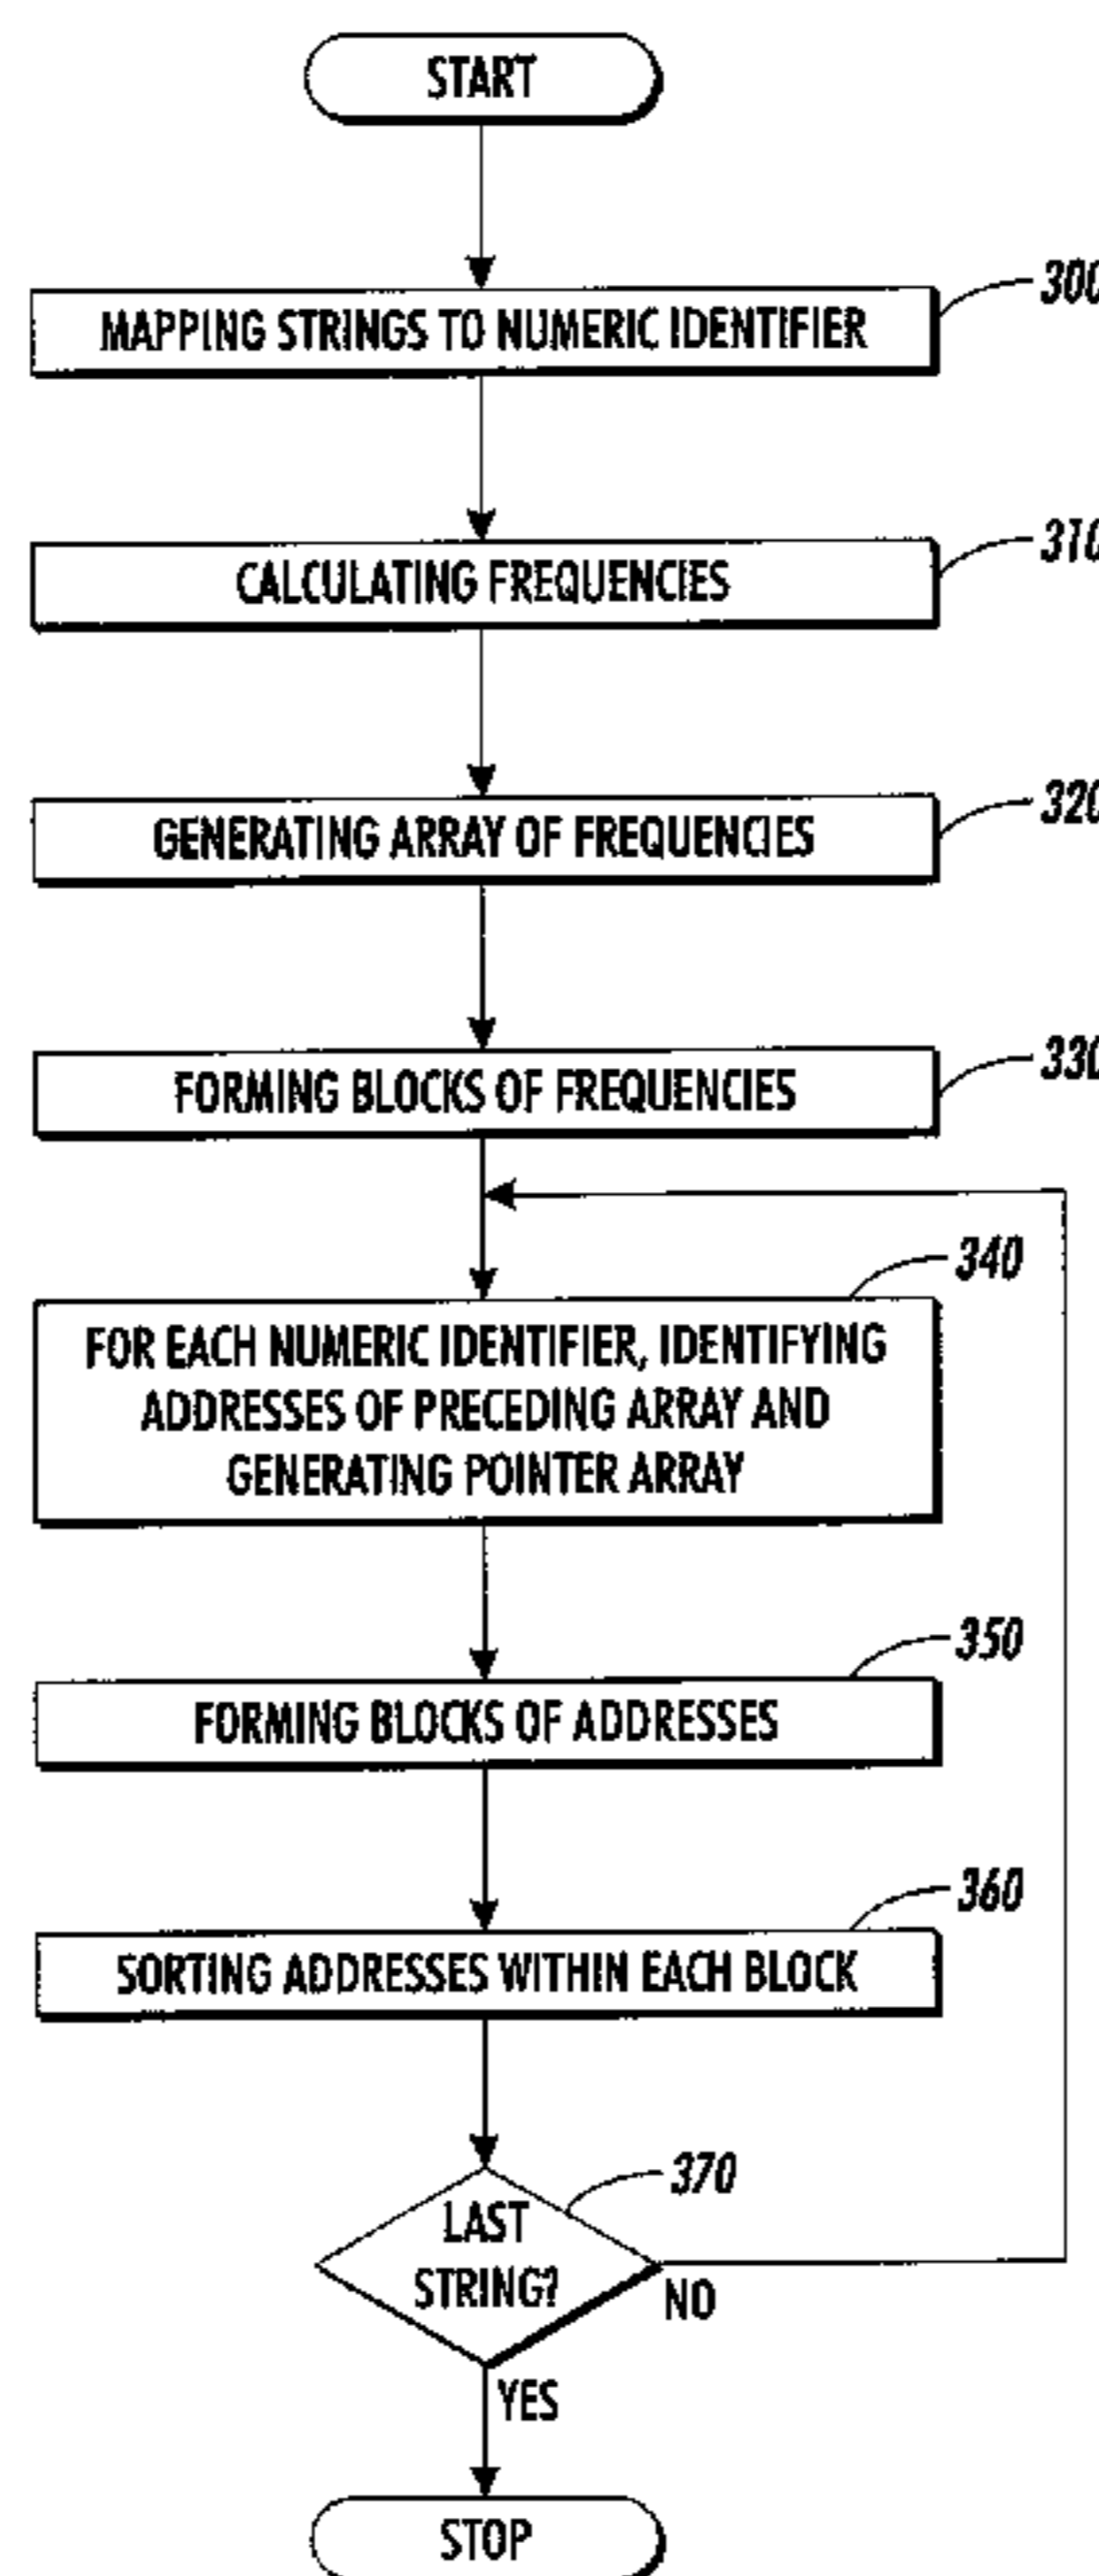 START
300
MAPPING STRINGS TO NUMERIC IDENTIFIER
310
CALCULATING FREQUENCIES
320
GENERATING ARRAY OF FREQUENCIES
330
FORMING BLOCKS OF FREQUENCIES
340
FOR EACH NUMERIC IDENTIFIER, IDENTIFYING
ADDRESSES OF PRECEDING ARRAY AND
GENERATING POINTER ARRAY
350
FORMING BLOCKS OF ADDRESSES
360
SORTING ADDRESSES WITHIN EACH BLOCK
370
LAST
STRING?
NO
YES
STOP